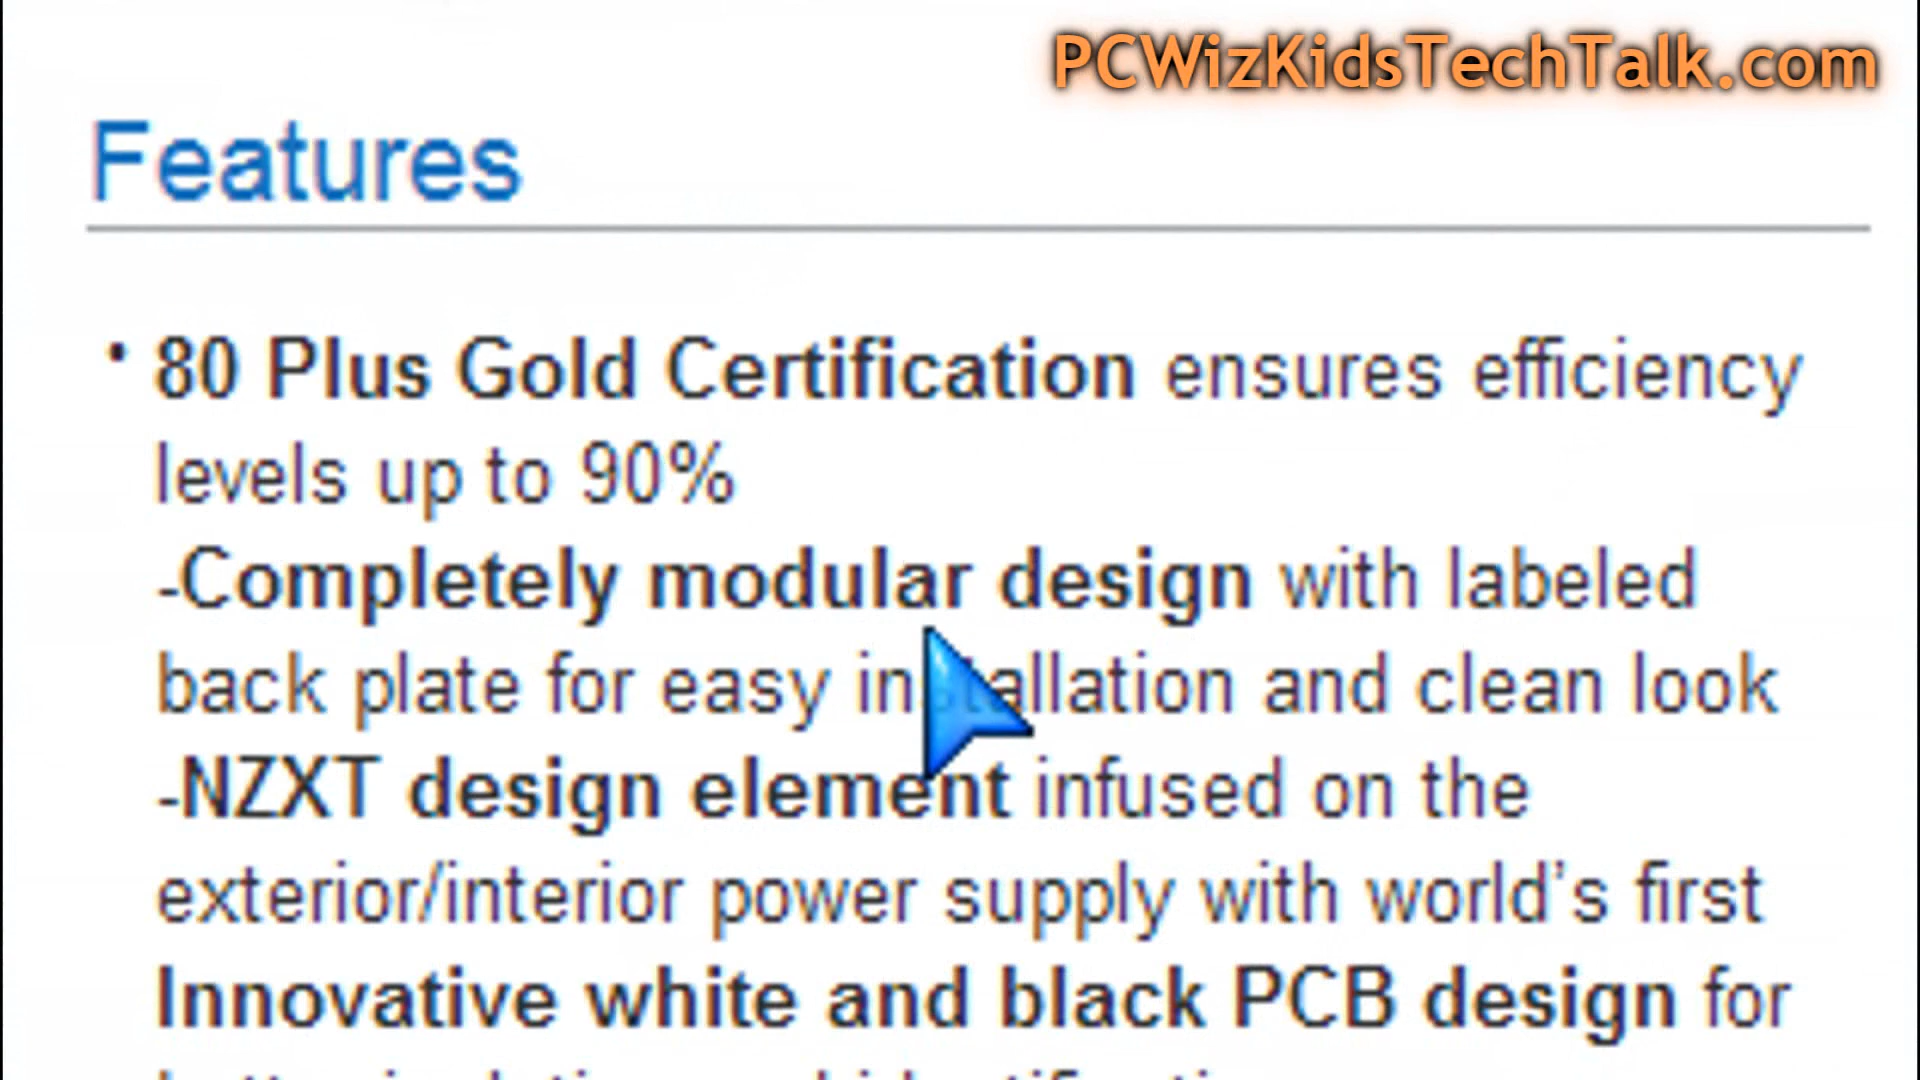 PCWizKidsTechTalk.com
Features
• 80 Plus Gold Certification ensures efficiency
levels up to 90%
-Completely modular design with labeled
back plate for easy installation and clean look
-NZXT design element infused on the
exterior/interior power supply with world's first
Innovative white and black PCB design for